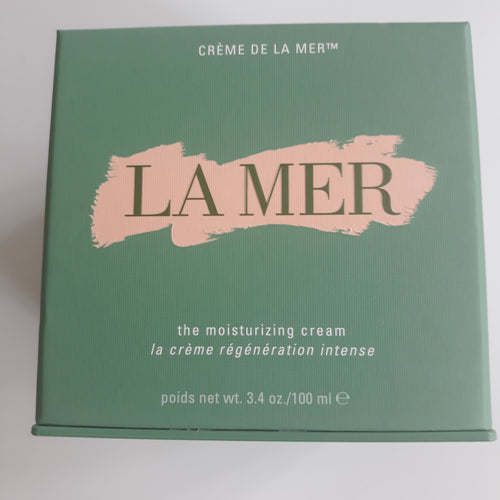 CRÈME DE LA MER™
LA MER
the moisturizing cream
la crème régénération intense
poids net wt. 3.4 oz./100 ml ℮